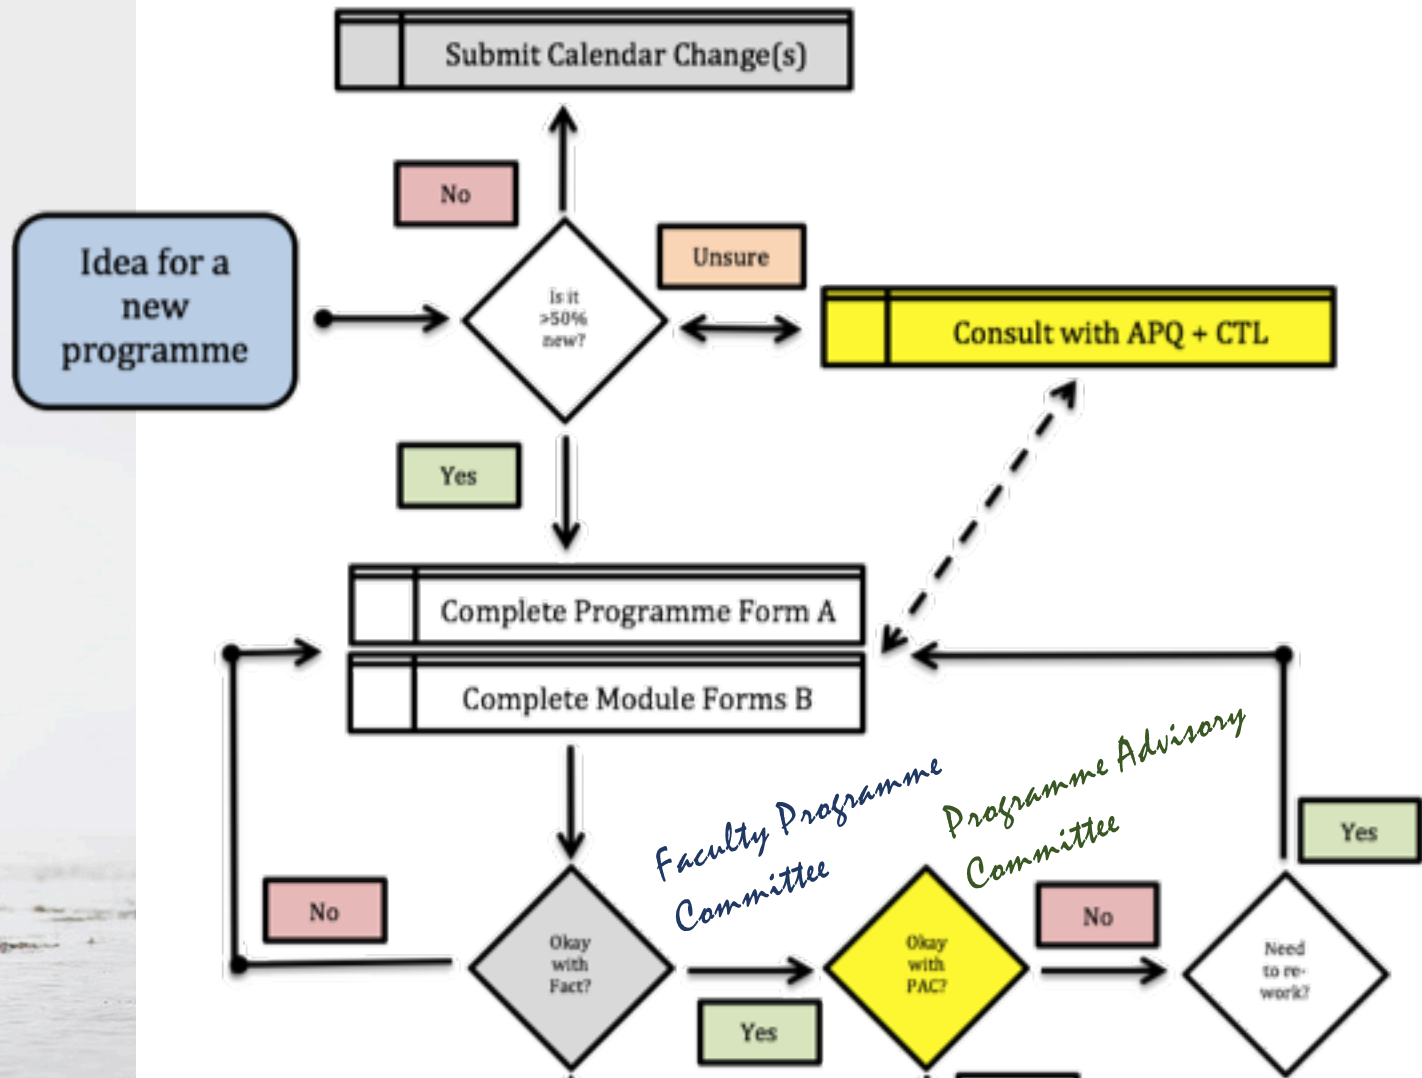 Submit Calendar Change(s)
No
Idea for a
new
programme
Is it
>50%
new?
Unsure
Consult with APQ + CTL
Yes
Complete Programme Form A
Complete Module Forms B
Faculty Programme
Committee
Programme Advisory
Committee
Yes
No
Okay
with
Fact?
Yes
Okay
with
PAC?
No
Need
to re-
work?